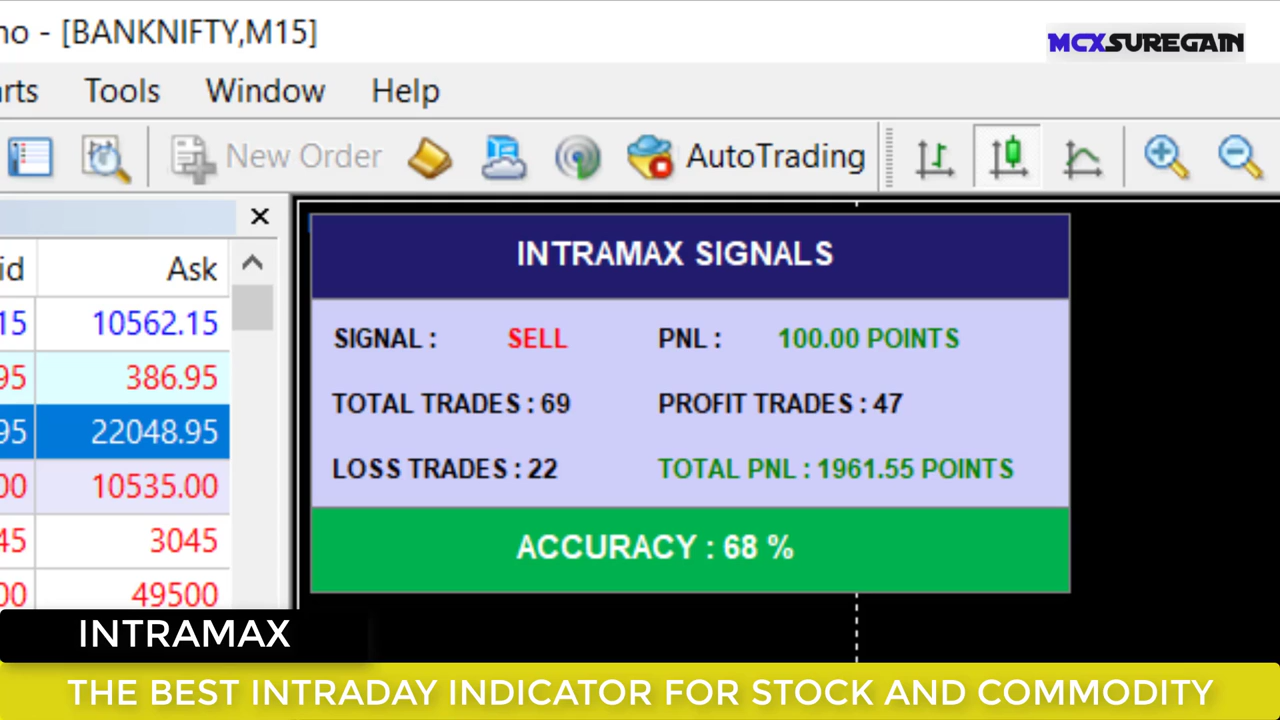 no - [BANKNIFTY,M15]
MCXSUREGAIN
rts Tools Window Help
New Order AutoTrading
id Ask
15 10562.15
95 386.95
95 22048.95
00 10535.00
45 3045
00 49500
INTRAMAX SIGNALS
SIGNAL : SELL PNL : 100.00 POINTS
TOTAL TRADES : 69 PROFIT TRADES : 47
LOSS TRADES : 22 TOTAL PNL : 1961.55 POINTS
ACCURACY : 68 %
INTRAMAX
THE BEST INTRADAY INDICATOR FOR STOCK AND COMMODITY